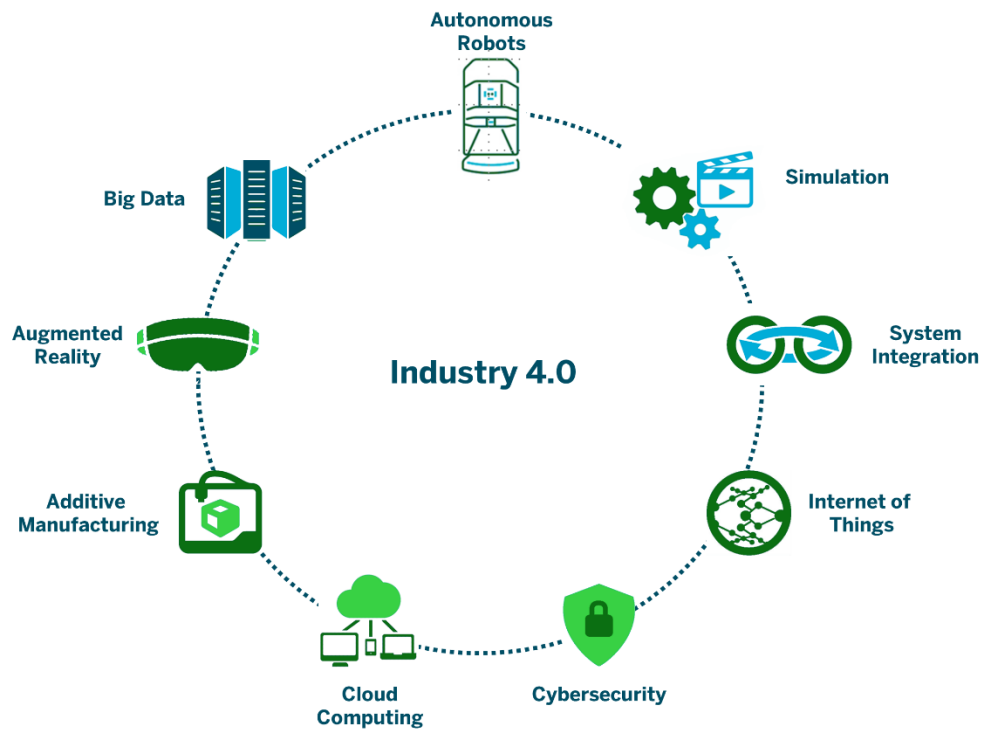 Autonomous
Robots
Simulation
Big Data
System
Integration
Augmented
Reality
Industry 4.0
Internet of
Things
Additive
Manufacturing
Cybersecurity
Cloud
Computing